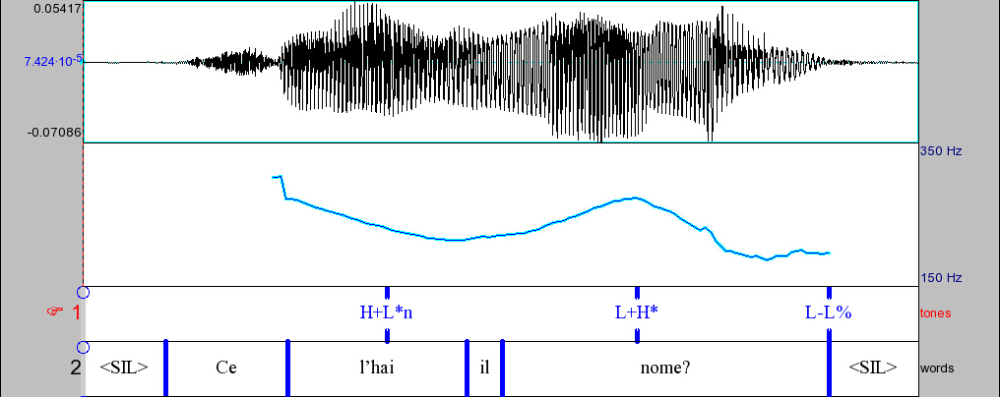 0.05417
7.424·10-5
-0.07086
350 Hz
150 Hz
1 H+L*n L+H* L-L% tones
2 <SIL> Ce l'hai il nome? <SIL> words